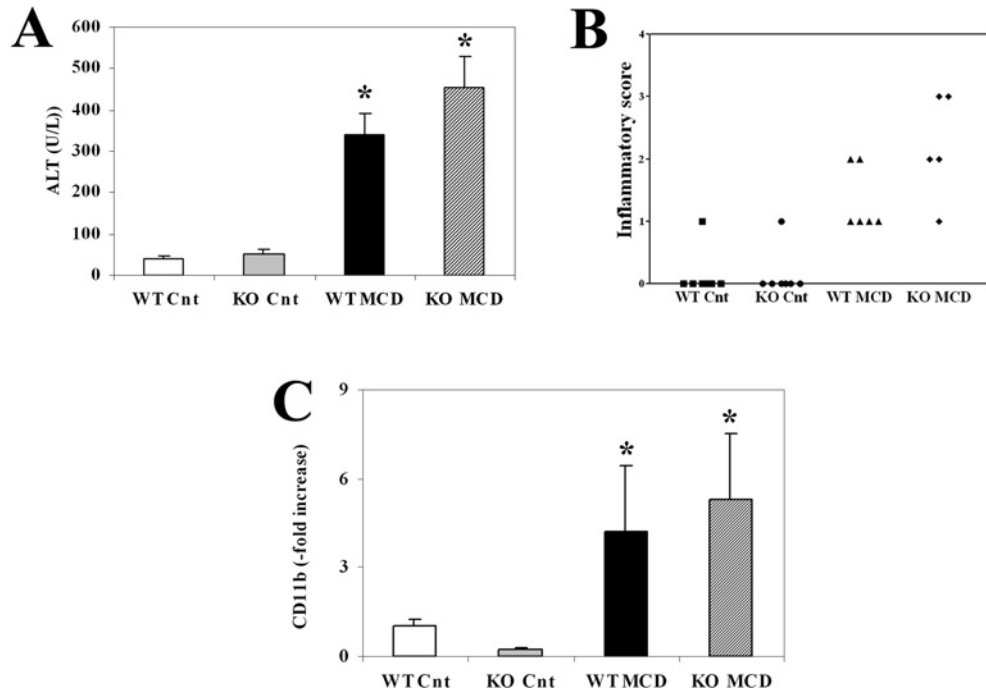 A
600
500
400
300
200
100
0
ALT (U/L))
*
*
WT Cnt
KO Cnt
WT MCD
KO MCD
B
4
3
2
1
0
Inflammatory score
WT Cnt
KO Cnt
WT MCD
KO MCD
C
9
6
3
0
CD11b (-fold increase)
*
*
WT Cnt
KO Cnt
WT MCD
KO MCD